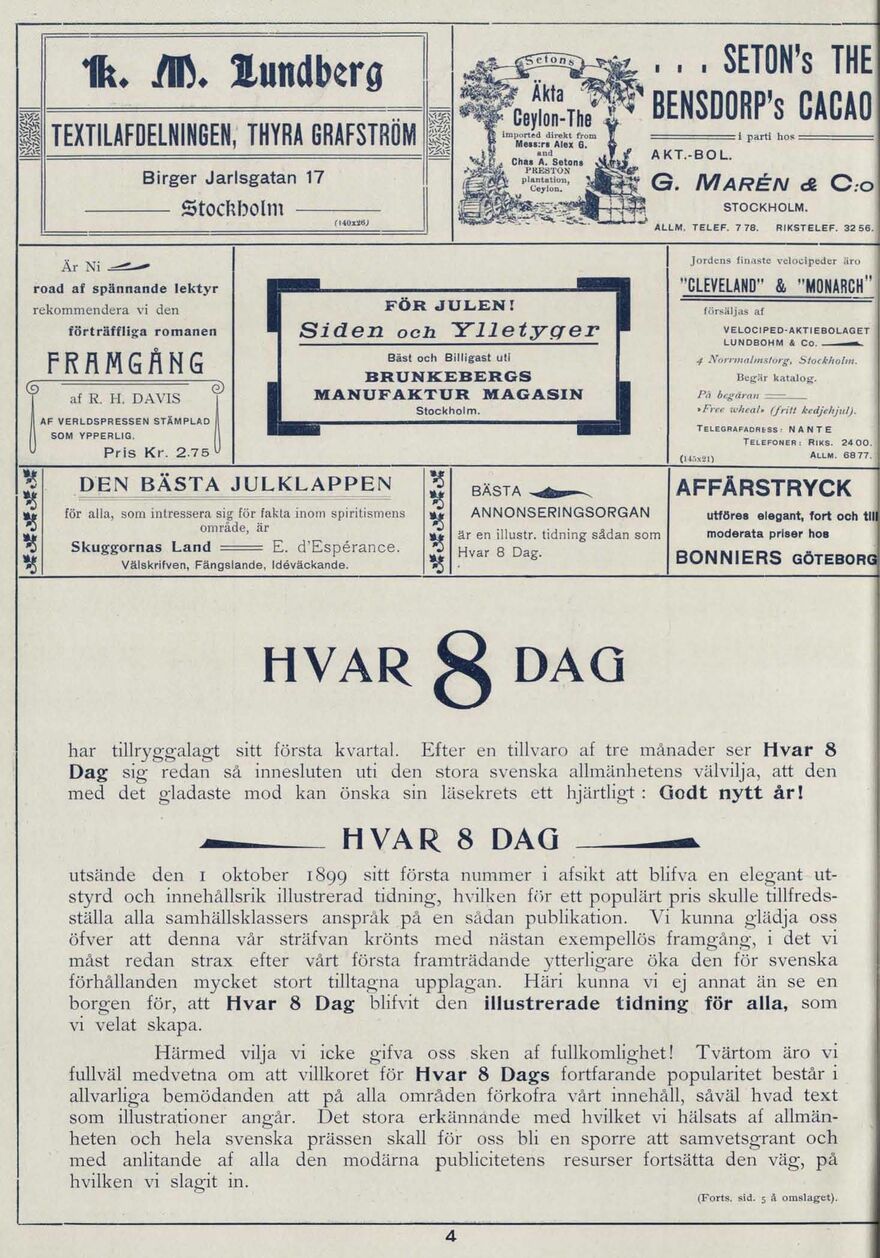 K. M. Lundberg
TEXTILAFDELNINGEN, THYRA GRAFSTRÖM
Birger Jarlsgatan 17
Stockholm
(140x26)
Setons
Äkta
Ceylon-The
imported direkt from
Mess:rs Alex G.
and
Chas A. Setons
PRESTON
plantation,
Ceylon.
. . . SETON's THE
BENSDORP's CACAO
i parti hos
AKT.-BOL.
G. MARÉN & C:o
STOCKHOLM.
ALLM. TELEF. 7 78. RIKSTELEF. 32 56.
Är Ni
road af spännande lektyr
rekommendera vi den
förträffliga romanen
FRAMGÅNG
af R. H. DAVIS
AF VERLDSPRESSEN STÄMPLAD
SOM YPPERLIG.
Pris Kr. 2.75
FÖR JULEN!
Siden och Ylletyger
Bäst och Billigast uti
BRUNKEBERGS
MANUFAKTUR MAGASIN
Stockholm.
Jordens finaste velocipeder äro
"CLEVELAND" & "MONARCH"
försäljas af
VELOCIPED-AKTIEBOLAGET
LUNDBOHM & Co.
4 Norrmalmstorg, Stockholm.
Begär katalog.
På begäran
»Free wheal» (fritt kedjehjul).
TELEGRAFADRESS: NANTE
TELEFONER: RIKS. 24 00.
ALLM. 68 77.
(145x21)
DEN BÄSTA JULKLAPPEN
för alla, som intressera sig för fakta inom spiritismens
område, är
Skuggornas Land E. d'Espérance.
Välskrifven, Fängslande, Idéväckande.
BÄSTA
ANNONSERINGSORGAN
är en illustr. tidning sådan som
Hvar 8 Dag.
AFFÄRSTRYCK
utföres elegant, fort och till
moderata priser hos
BONNIERS GÖTEBORG
HVAR 8 DAG
har tillryggalagt sitt första kvartal. Efter en tillvaro af tre månader ser Hvar 8
Dag sig redan så innesluten uti den stora svenska allmänhetens välvilja, att den
med det gladaste mod kan önska sin läsekrets ett hjärtligt : Godt nytt år!
HVAR 8 DAG
utsände den 1 oktober 1899 sitt första nummer i afsikt att blifva en elegant ut-
styrd och innehållsrik illustrerad tidning, hvilken för ett populärt pris skulle tillfreds-
ställa alla samhällsklassers anspråk på en sådan publikation. Vi kunna glädja oss
öfver att denna vår sträfvan krönts med nästan exempellös framgång, i det vi
måst redan strax efter vårt första framträdande ytterligare öka den för svenska
förhållanden mycket stort tilltagna upplagan. Häri kunna vi ej annat än se en
borgen för, att Hvar 8 Dag blifvit den illustrerade tidning för alla, som
vi velat skapa.
Härmed vilja vi icke gifva oss sken af fullkomlighet! Tvärtom äro vi
fullväl medvetna om att villkoret för Hvar 8 Dags fortfarande popularitet består i
allvarliga bemödanden att på alla områden förkofra vårt innehåll, såväl hvad text
som illustrationer angår. Det stora erkännande med hvilket vi hälsats af allmän-
heten och hela svenska prässen skall för oss bli en sporre att samvetsgrant och
med anlitande af alla den modärna publicitetens resurser fortsätta den väg, på
hvilken vi slagit in.
(Forts. sid. 5 å omslaget).
4